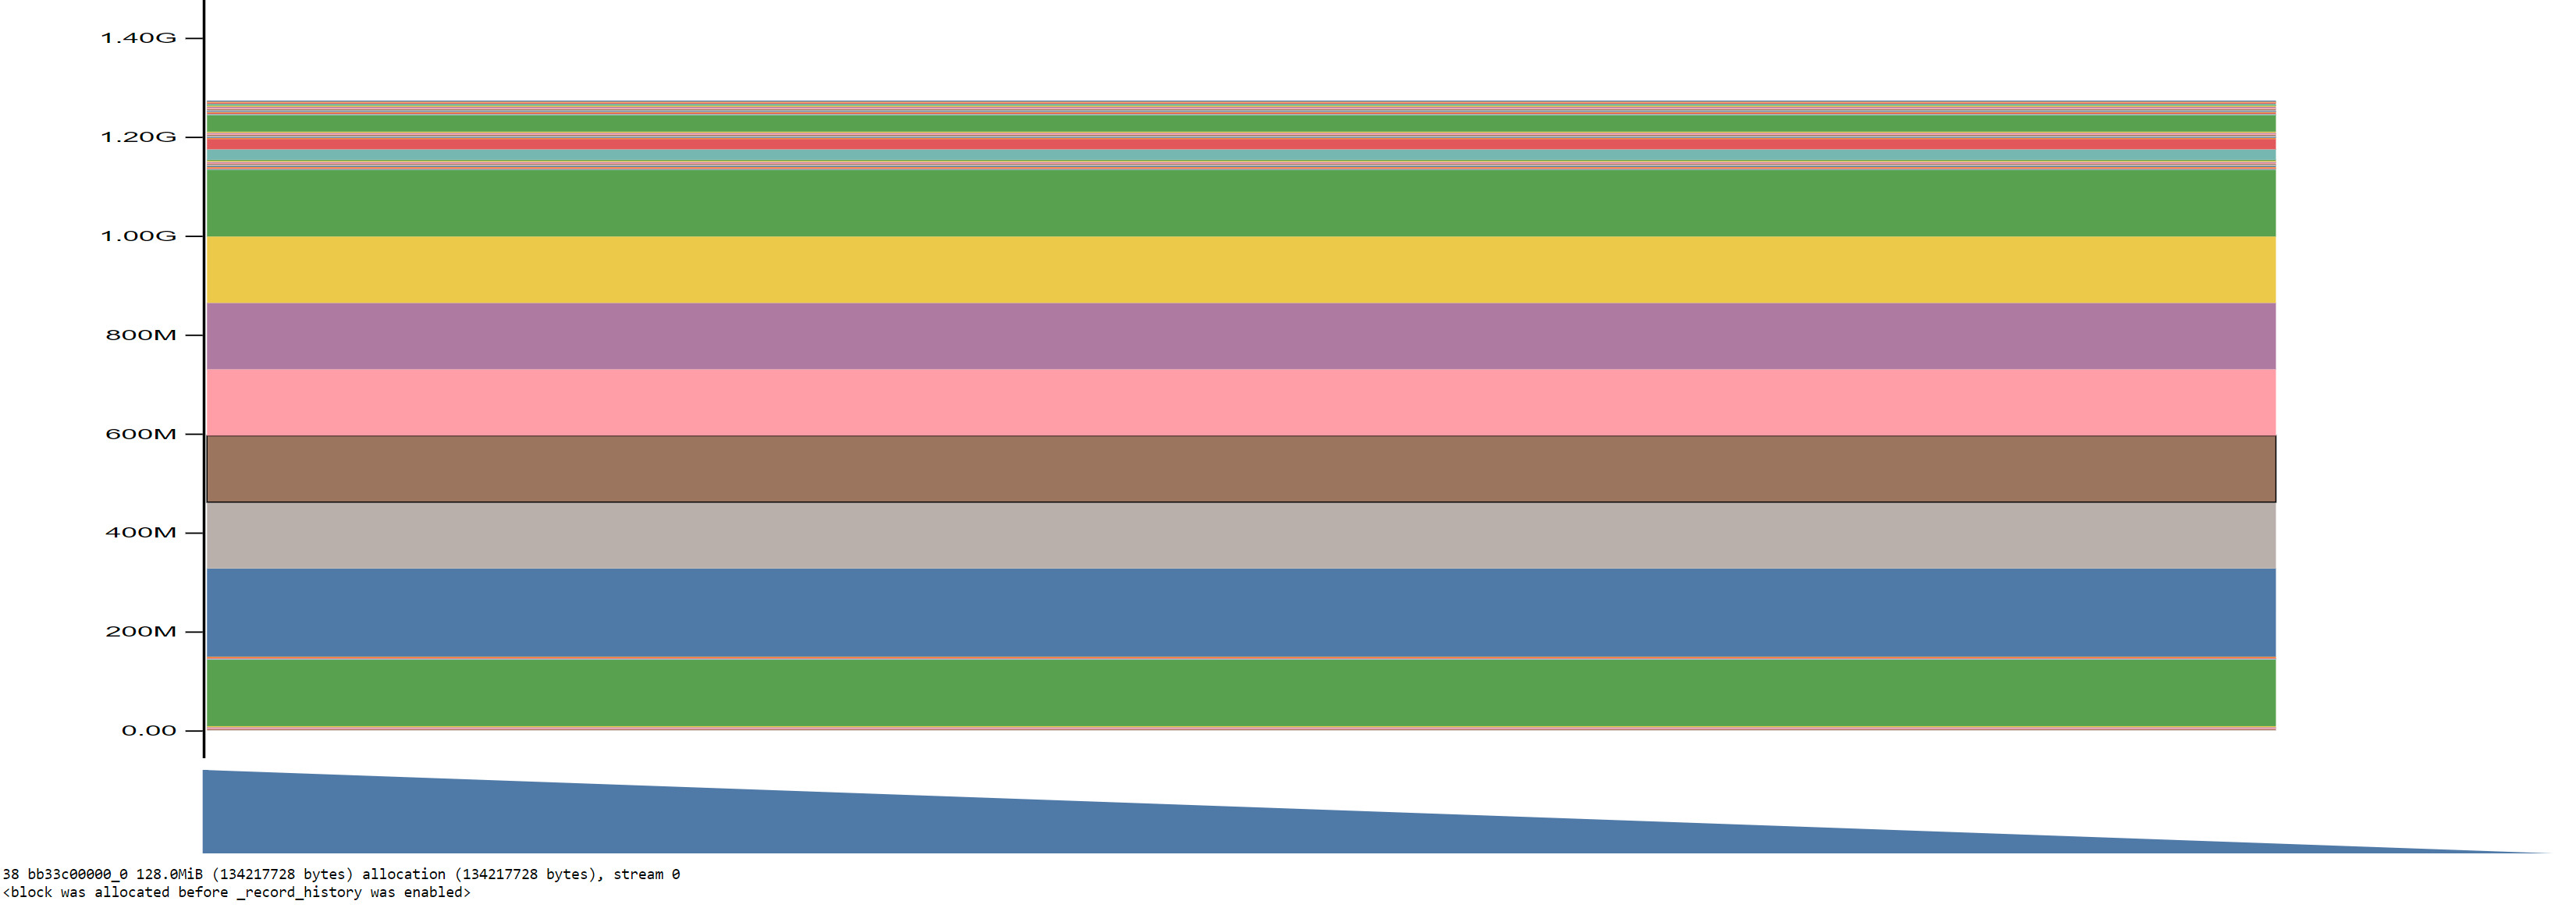 1.40G
1.20G
1.00G
800M
600M
400M
200M
0.00
38 bb33c00000_0 128.0MiB (134217728 bytes) allocation (134217728 bytes), stream 0
<block was allocated before _record_history was enabled>